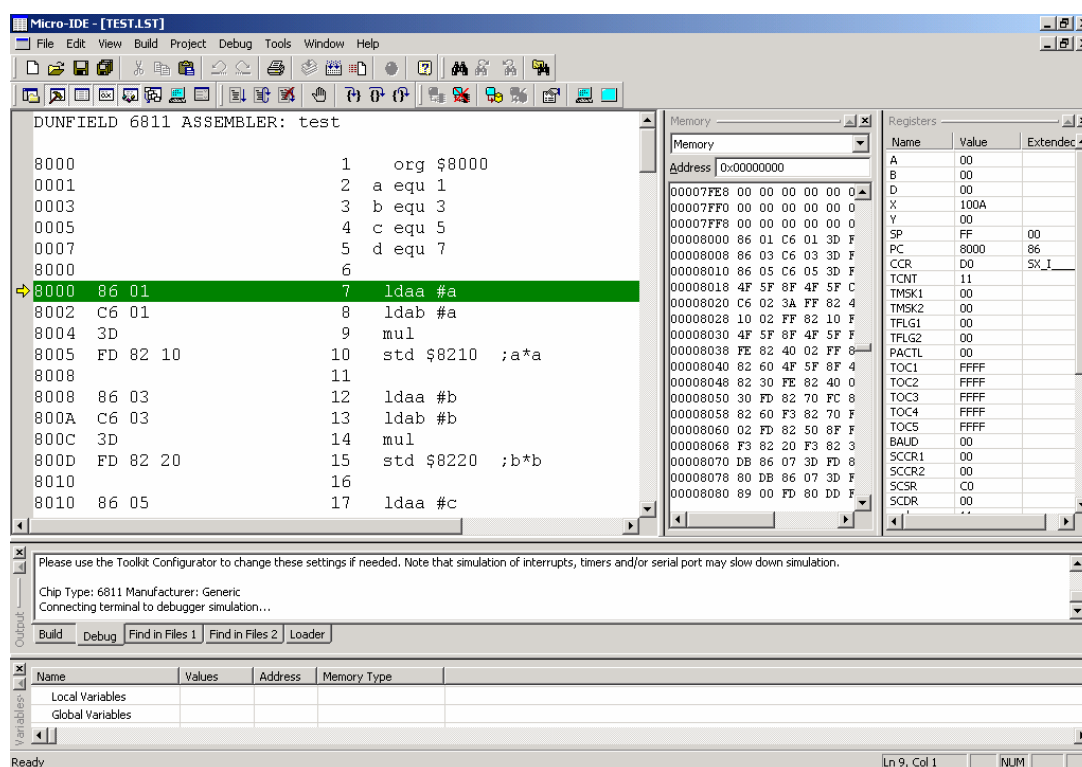 Micro-IDE - [TEST.LST]
File Edit View Build Project Debug Tools Window Help
DUNFIELD 6811 ASSEMBLER: test
8000 1 org $8000
0001 2 a equ 1
0003 3 b equ 3
0005 4 c equ 5
0007 5 d equ 7
8000 6
8000 86 01 7 ldaa #a
8002 C6 01 8 ldab #a
8004 3D 9 mul
8005 FD 82 10 10 std $8210 ;a*a
8008 11
8008 86 03 12 ldaa #b
800A C6 03 13 ldab #b
800C 3D 14 mul
800D FD 82 20 15 std $8220 ;b*b
8010 16
8010 86 05 17 ldaa #c
Memory
Memory
Address 0x00000000
00007FE8 00 00 00 00 00 0
00007FF0 00 00 00 00 00 0
00007FF8 00 00 00 00 00 0
00008000 86 01 C6 01 3D F
00008008 86 03 C6 03 3D F
00008010 86 05 C6 05 3D F
00008018 4F 5F 8F 4F 5F C
00008020 C6 02 3A FF 82 4
00008028 10 02 FF 82 10 F
00008030 4F 5F 8F 4F 5F F
00008038 FE 82 40 02 FF 8
00008040 82 60 4F 5F 8F 4
00008048 82 30 FE 82 40 0
00008050 30 FD 82 70 FC 8
00008058 82 60 F3 82 70 F
00008060 02 FD 82 50 8F F
00008068 F3 82 20 F3 82 3
00008070 DB 86 07 3D FD 8
00008078 80 DB 86 07 3D F
00008080 89 00 FD 80 DD F
Registers
Name Value Extended
A 00
B 00
D 00
X 100A
Y 00
SP FF 00
PC 8000 86
CCR D0 SX_I____
TCNT 11
TMSK1 00
TMSK2 00
TFLG1 00
TFLG2 00
PACTL 00
TOC1 FFFF
TOC2 FFFF
TOC3 FFFF
TOC4 FFFF
TOC5 FFFF
BAUD 00
SCCR1 00
SCCR2 00
SCSR C0
SCDR 00
Output
Please use the Toolkit Configurator to change these settings if needed. Note that simulation of interrupts, timers and/or serial port may slow down simulation.
Chip Type: 6811 Manufacturer: Generic
Connecting terminal to debugger simulation...
Build Debug Find in Files 1 Find in Files 2 Loader
Variables
Name Values Address Memory Type
Local Variables
Global Variables
Ready Ln 9, Col 1 NUM